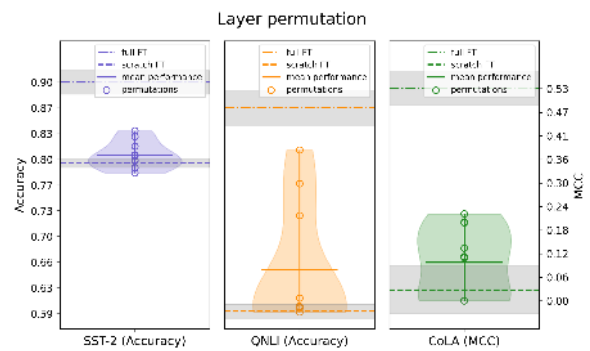 Layer permutation
full FT
scratch FT
mean performance
permutations
full FT
scratch FT
mean performance
permutations
full FT
scratch FT
mean performance
permutations
Accuracy
0.90
0.87
0.83
0.80
0.77
0.73
0.70
0.66
0.63
0.59
0.53
0.47
0.41
0.36
0.30
0.24
0.18
0.12
0.06
0.00
MCC
SST-2 (Accuracy)
QNLI (Accuracy)
CoLA (MCC)